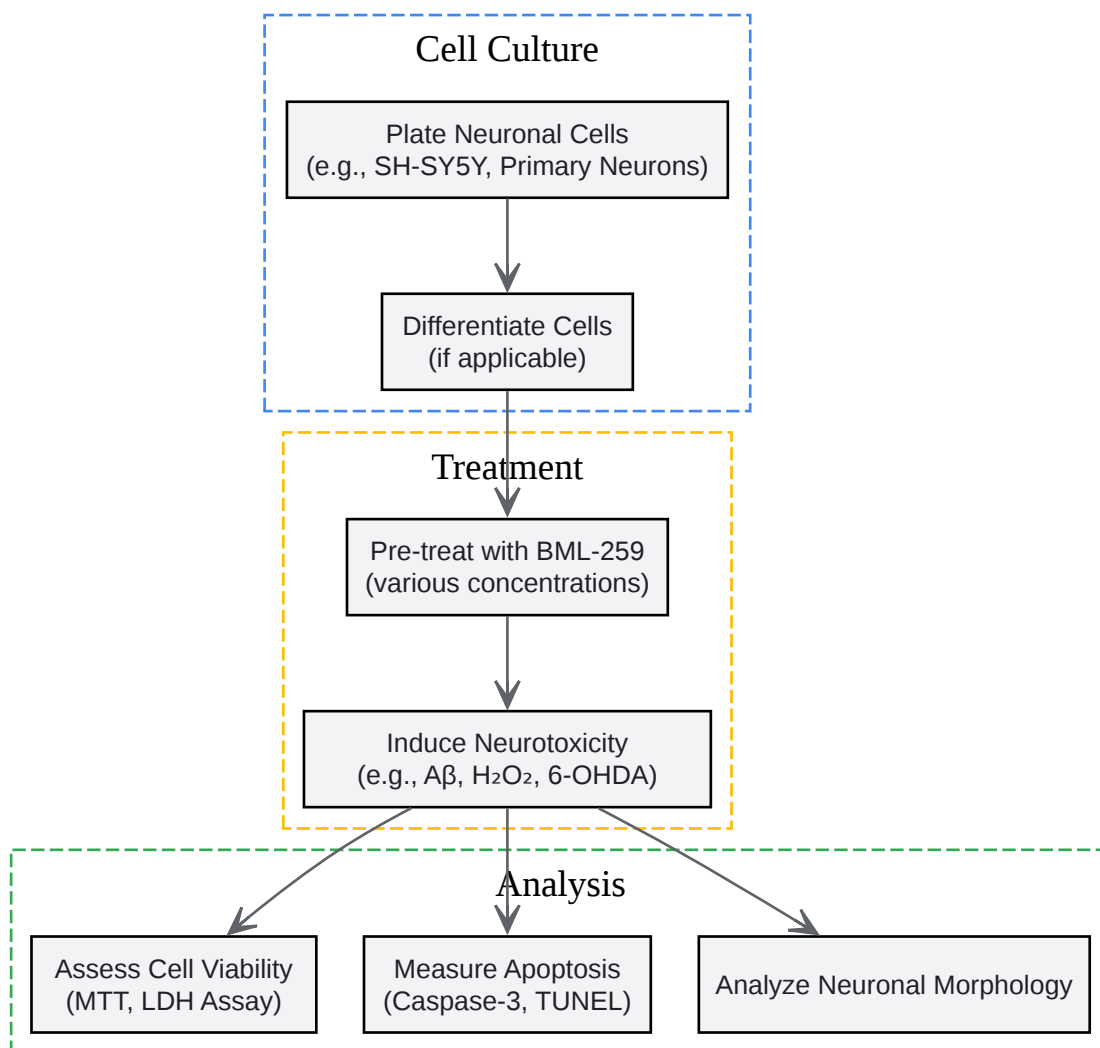 Cell Culture
Plate Neuronal Cells
(e.g., SH-SY5Y, Primary Neurons)
Differentiate Cells
(if applicable)
Treatment
Pre-treat with BML-259
(various concentrations)
Induce Neurotoxicity
(e.g., Aβ, H₂O₂, 6-OHDA)
Analysis
Assess Cell Viability
(MTT, LDH Assay)
Measure Apoptosis
(Caspase-3, TUNEL)
Analyze Neuronal Morphology